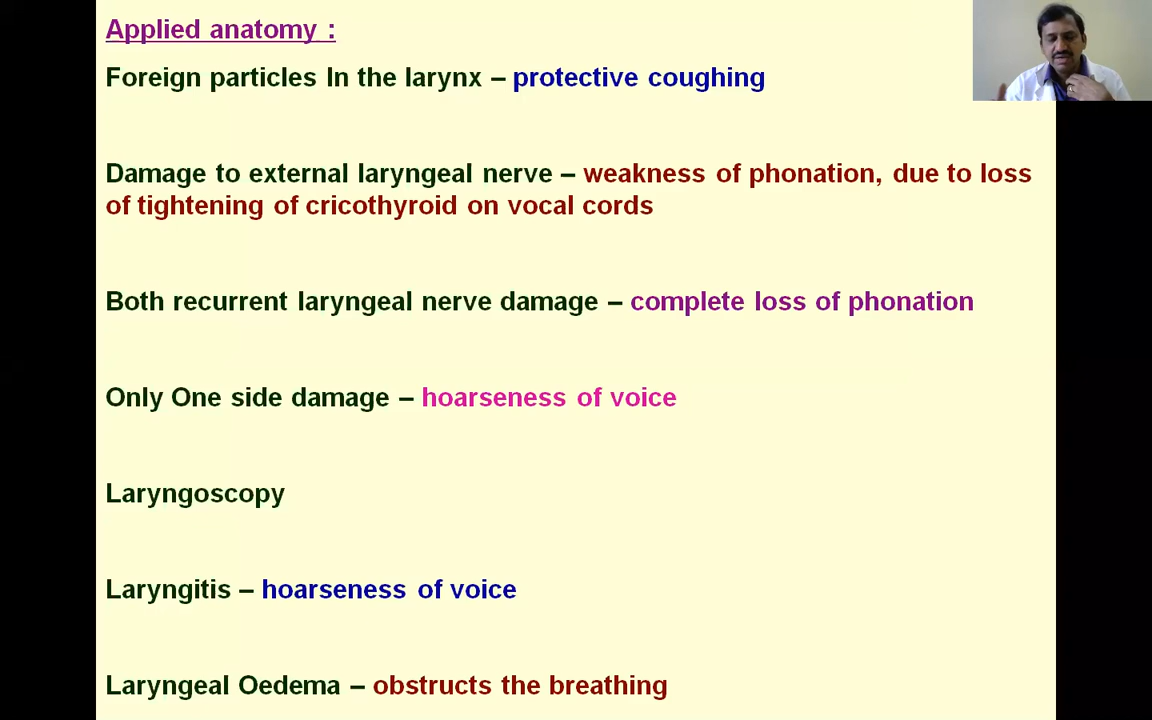 Applied anatomy :
Foreign particles In the larynx – protective coughing
Damage to external laryngeal nerve – weakness of phonation, due to loss
of tightening of cricothyroid on vocal cords
Both recurrent laryngeal nerve damage – complete loss of phonation
Only One side damage – hoarseness of voice
Laryngoscopy
Laryngitis – hoarseness of voice
Laryngeal Oedema – obstructs the breathing